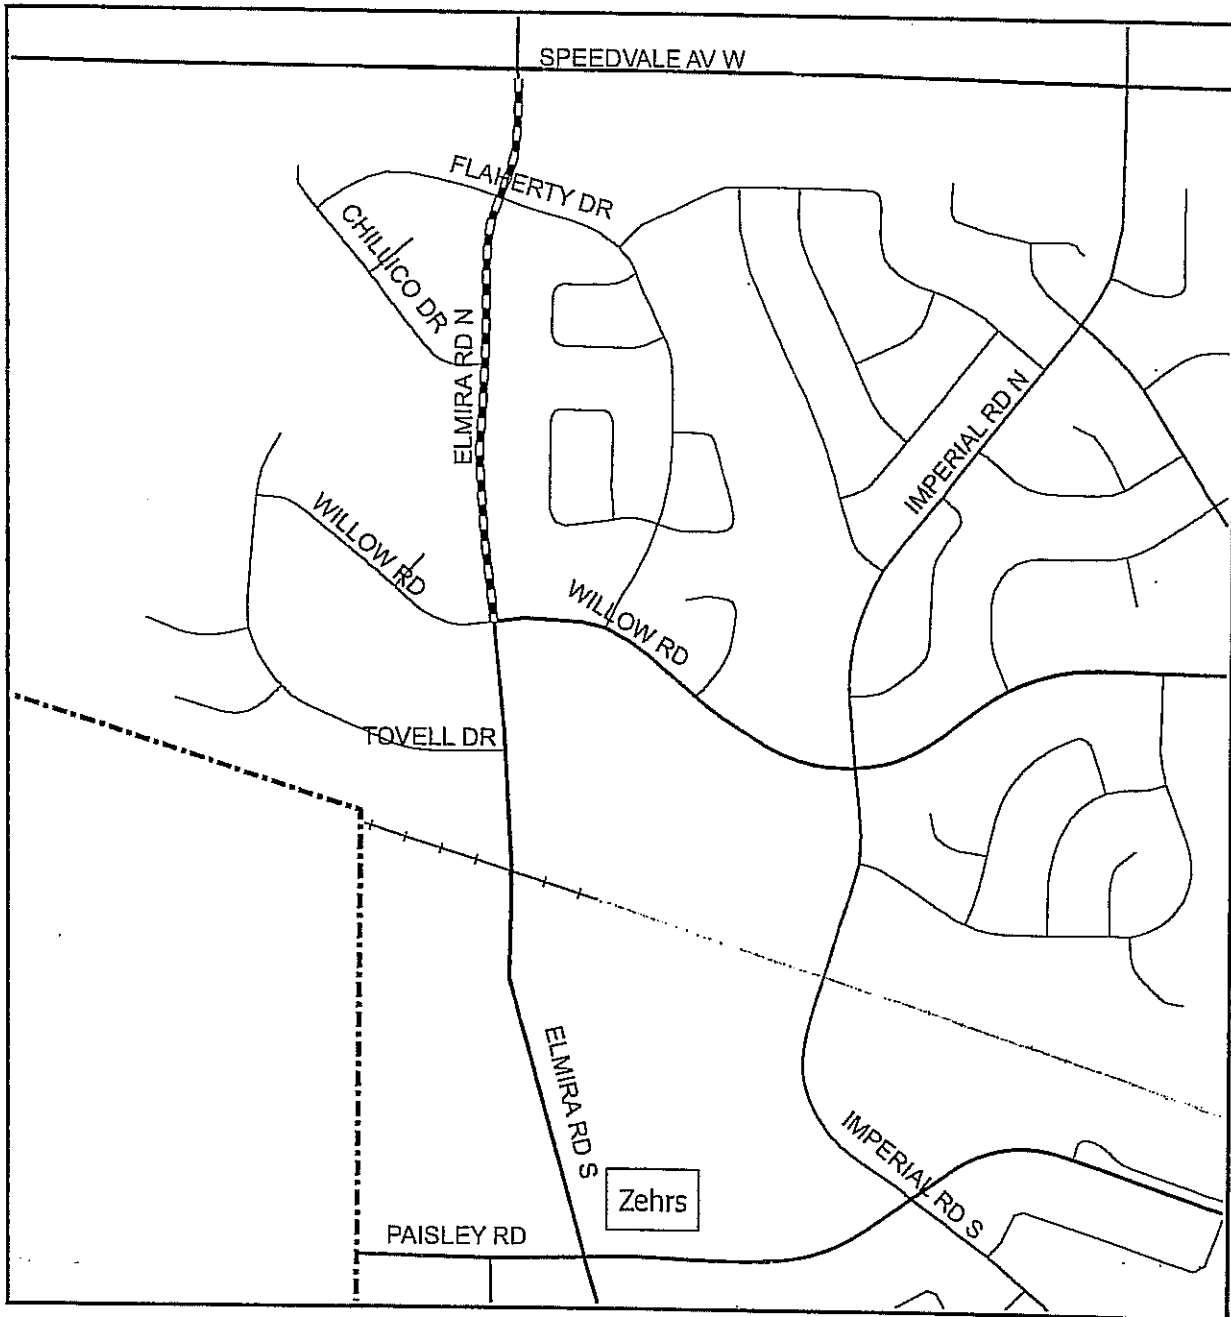 SPEEDVALE AV W
FLAHERTY DR
CHILLICO DR
ELMIRA RD N
IMPERIAL RD N
WILLOW RD
WILLOW RD
TOVELL DR
ELMIRA RD S
IMPERIAL RD S
Zehrs
PAISLEY RD